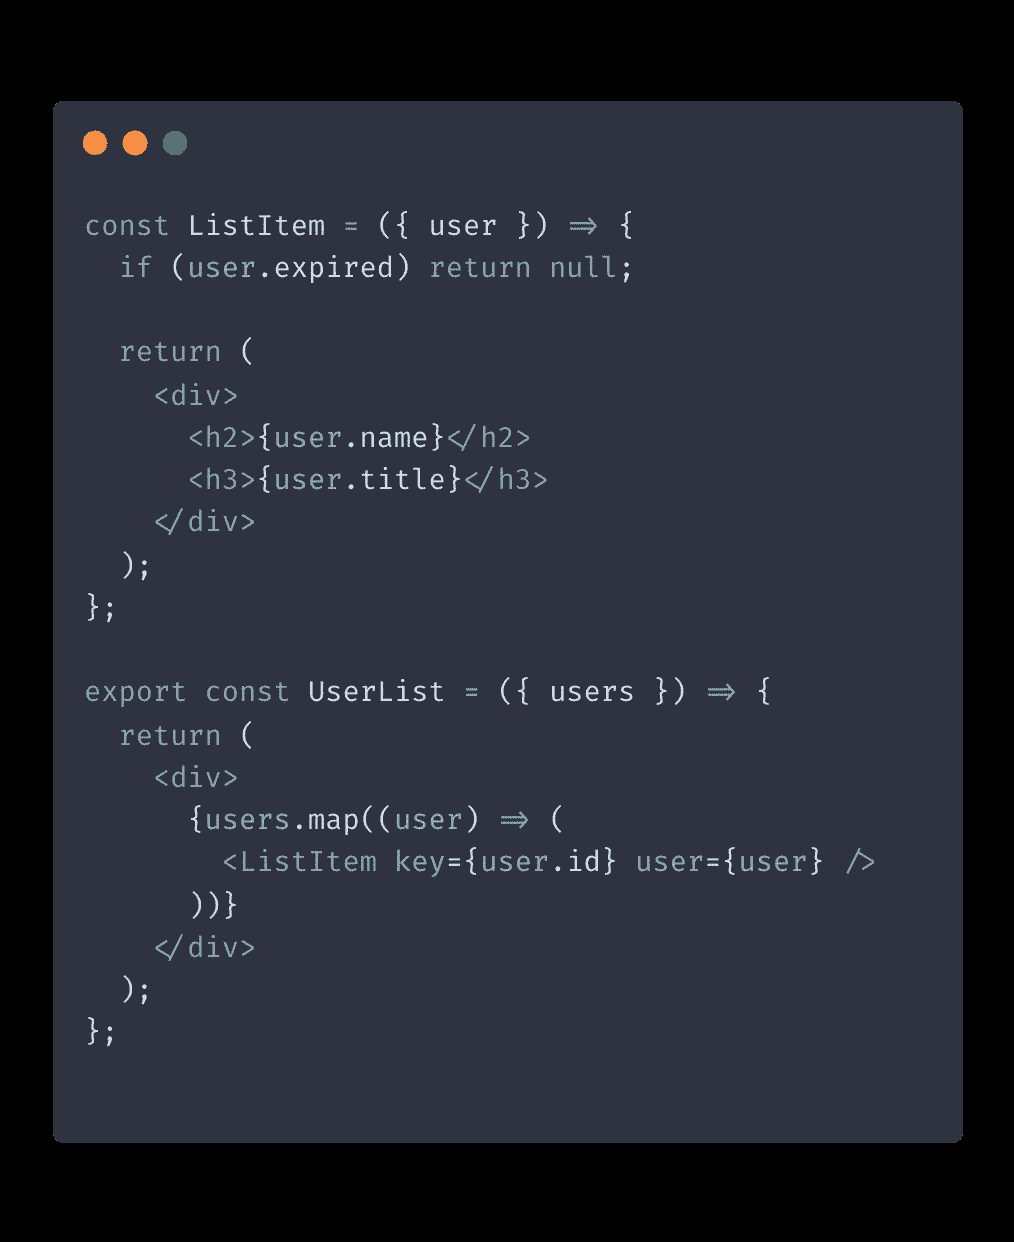 const ListItem = ({ user }) => {
  if (user.expired) return null;

  return (
    <div>
      <h2>{user.name}</h2>
      <h3>{user.title}</h3>
    </div>
  );
};

export const UserList = ({ users }) => {
  return (
    <div>
      {users.map((user) => (
        <ListItem key={user.id} user={user} />
      ))}
    </div>
  );
};